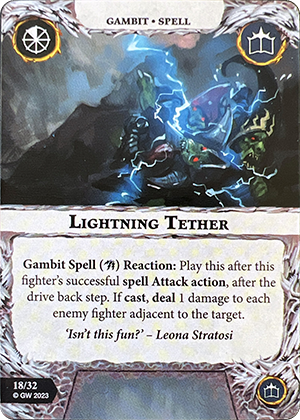 GAMBIT • SPELL
LIGHTNING TETHER
Gambit Spell () Reaction: Play this after this
fighter's successful spell Attack action, after the
drive back step. If cast, deal 1 damage to each
enemy fighter adjacent to the target.
'Isn't this fun?' – Leona Stratosi
18/32
© GW 2023